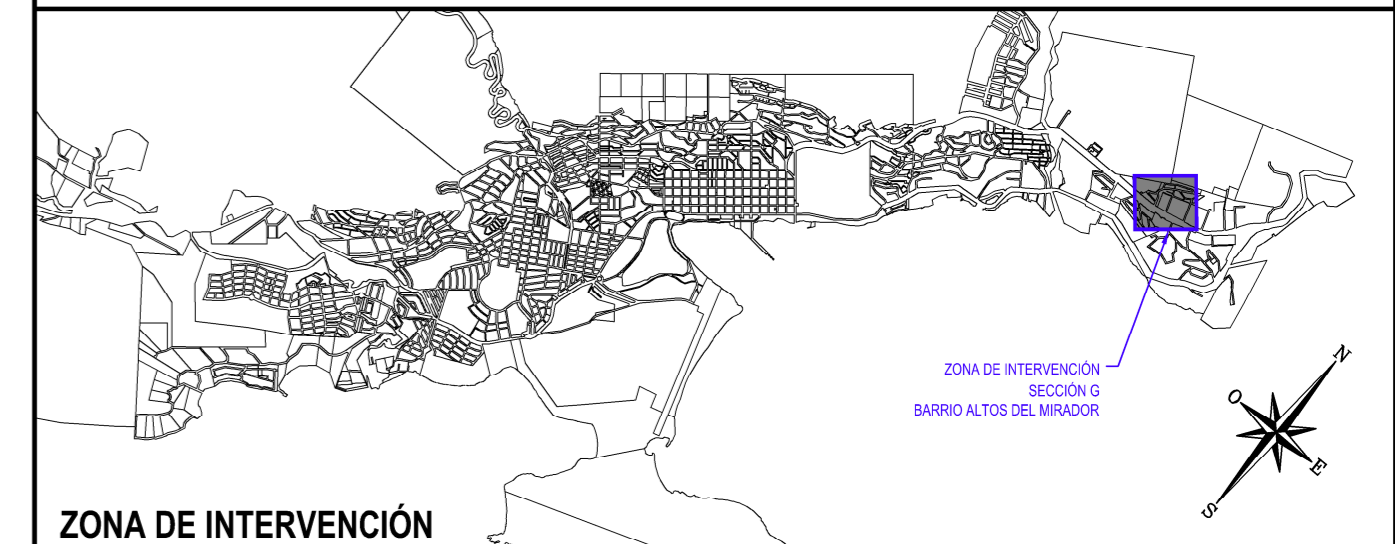 ZONA DE INTERVENCIÓN
SECCIÓN G
BARRIO ALTOS DEL MIRADOR
N
O
E
S
ZONA DE INTERVENCIÓN